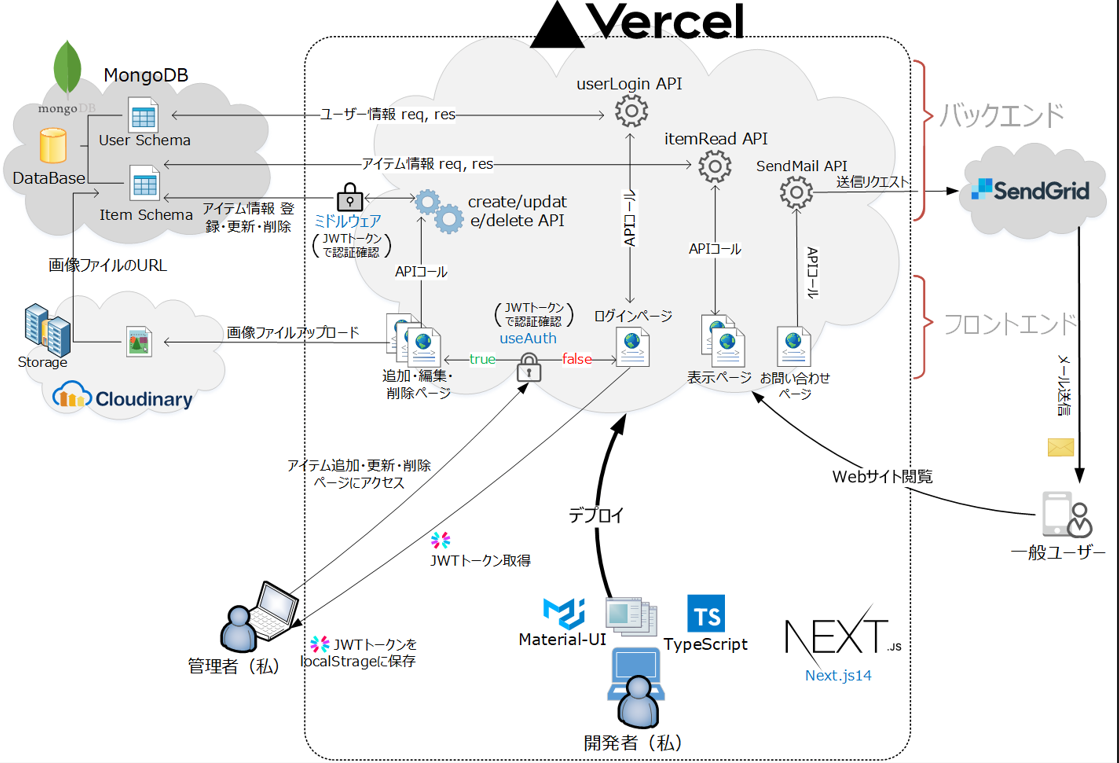 Vercel
MongoDB
mongoDB
User Schema
DataBase
Item Schema
ユーザー情報 req, res
アイテム情報 req, res
アイテム情報 登
録・更新・削除
ミドルウェア
(JWTトークン
で認証確認)
create/updat
e/delete API
userLogin API
itemRead API
SendMail API
送信リクエスト
SendGrid
バックエンド
フロントエンド
画像ファイルのURL
Storage
Cloudinary
画像ファイルアップロード
APIコール
APIコール
APIコール
APIコール
(JWTトークン
で認証確認)
useAuth
true
false
ログインページ
追加・編集・
削除ページ
表示ページ
お問い合わせ
ページ
メール送信
アイテム追加・更新・削除
ページにアクセス
Webサイト閲覧
一般ユーザー
デプロイ
JWTトークン取得
JWTトークンを
localStrageに保存
管理者（私）
Material-UI
TS
TypeScript
NEXT.JS
Next.js14
開発者（私）